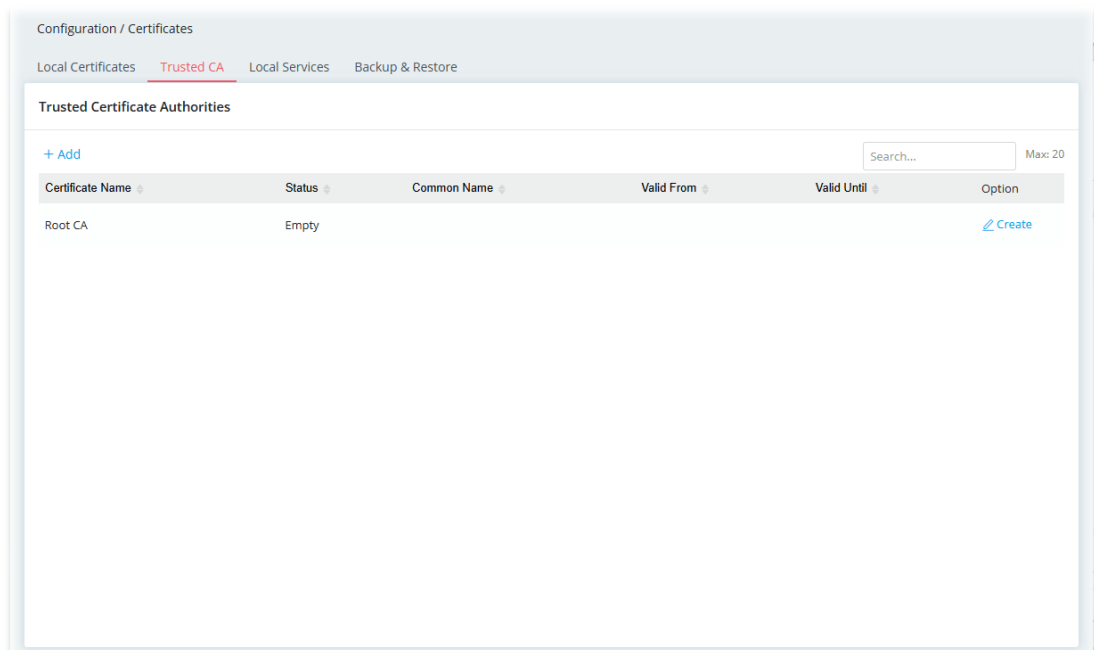 Configuration / Certificates
Local Certificates Trusted CA Local Services Backup & Restore
Trusted Certificate Authorities
+ Add Search... Max: 20
Certificate Name Status Common Name Valid From Valid Until Option
Root CA Empty Create